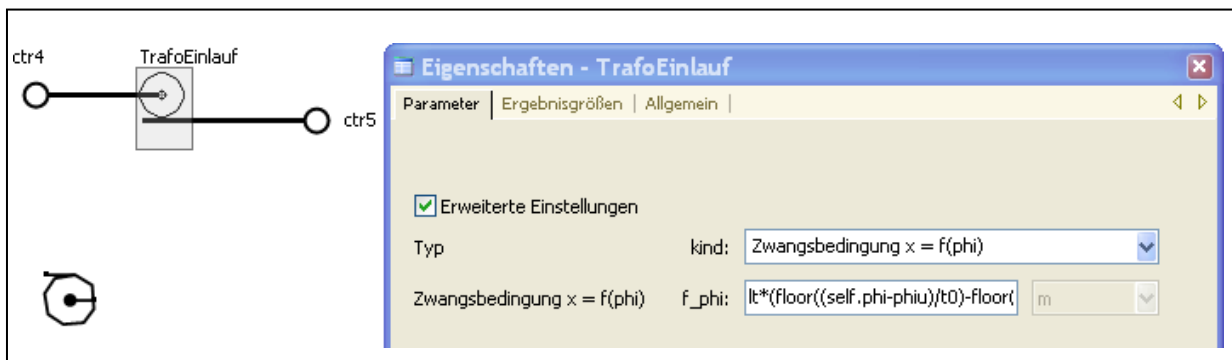 ctr4
TrafoEinlauf
ctr5
Eigenschaften - TrafoEinlauf
Parameter Ergebnisgrößen Allgemein
Erweiterte Einstellungen
Typ kind: Zwangsbedingung x = f(phi)
Zwangsbedingung x = f(phi) f_phi: lt*(floor((self.phi-phiu)/t0)-floor( m